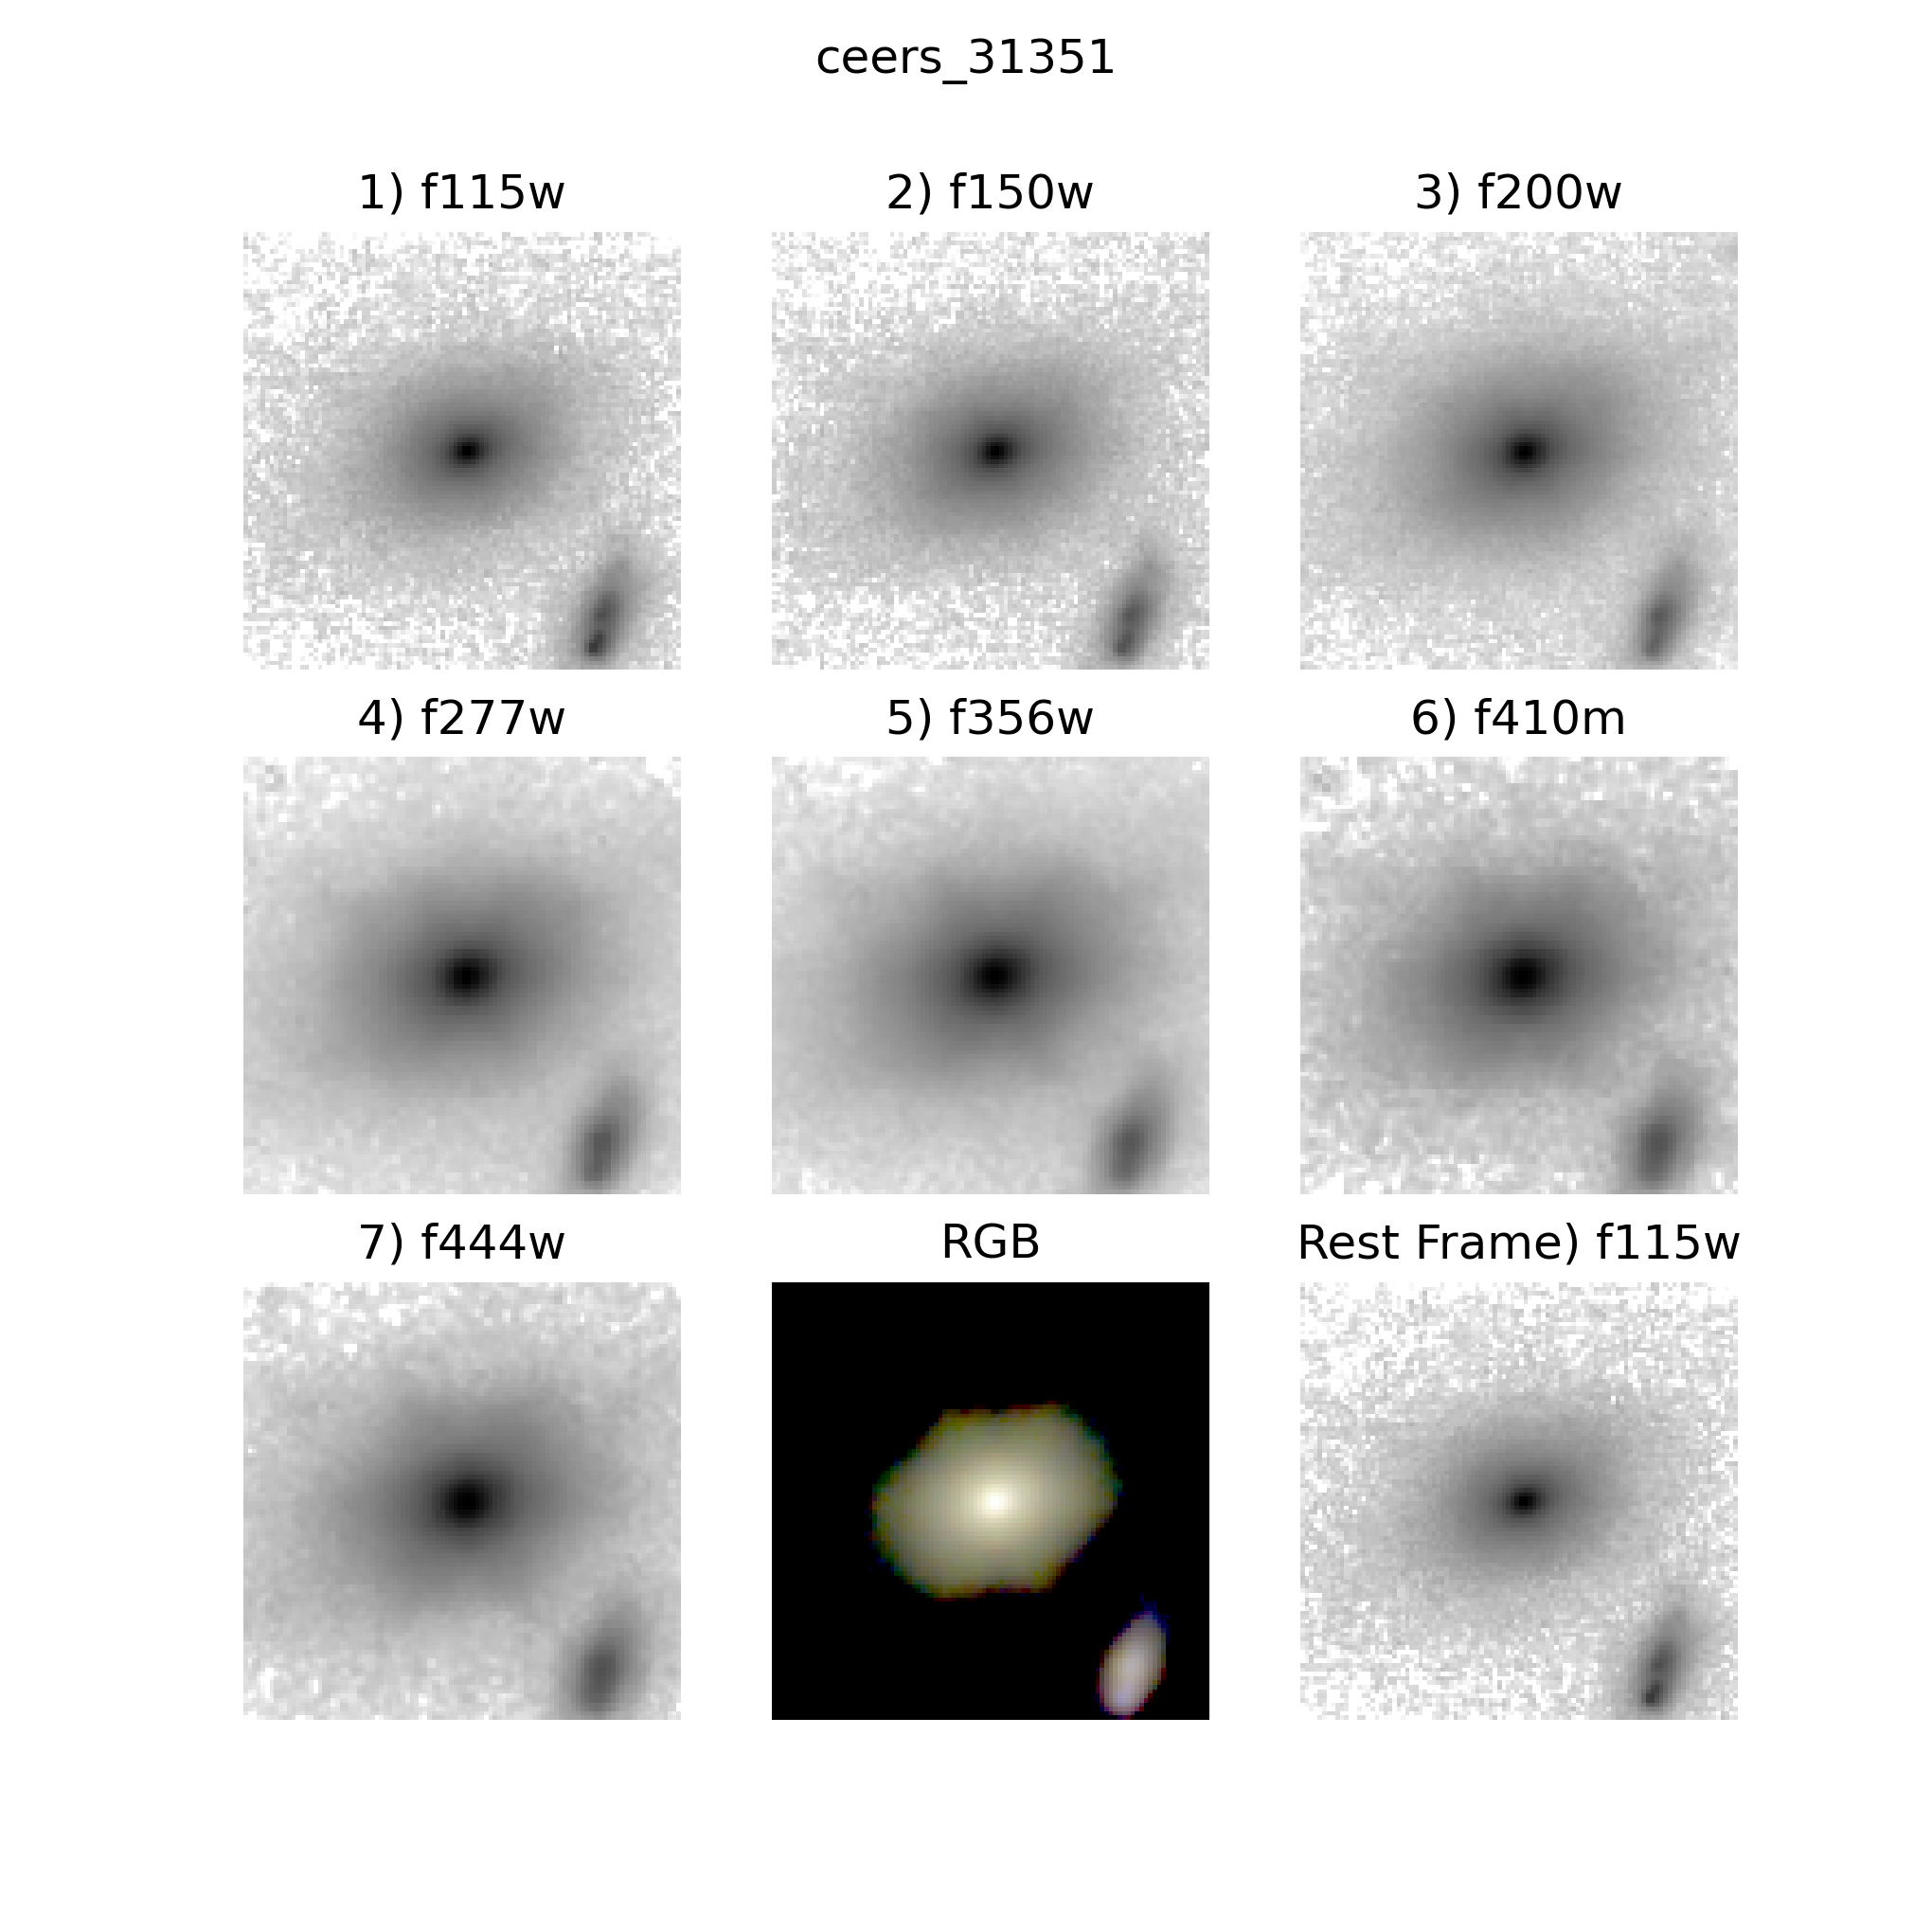 ceers_31351
1) f115w
2) f150w
3) f200w
4) f277w
5) f356w
6) f410m
7) f444w
RGB
Rest Frame) f115w